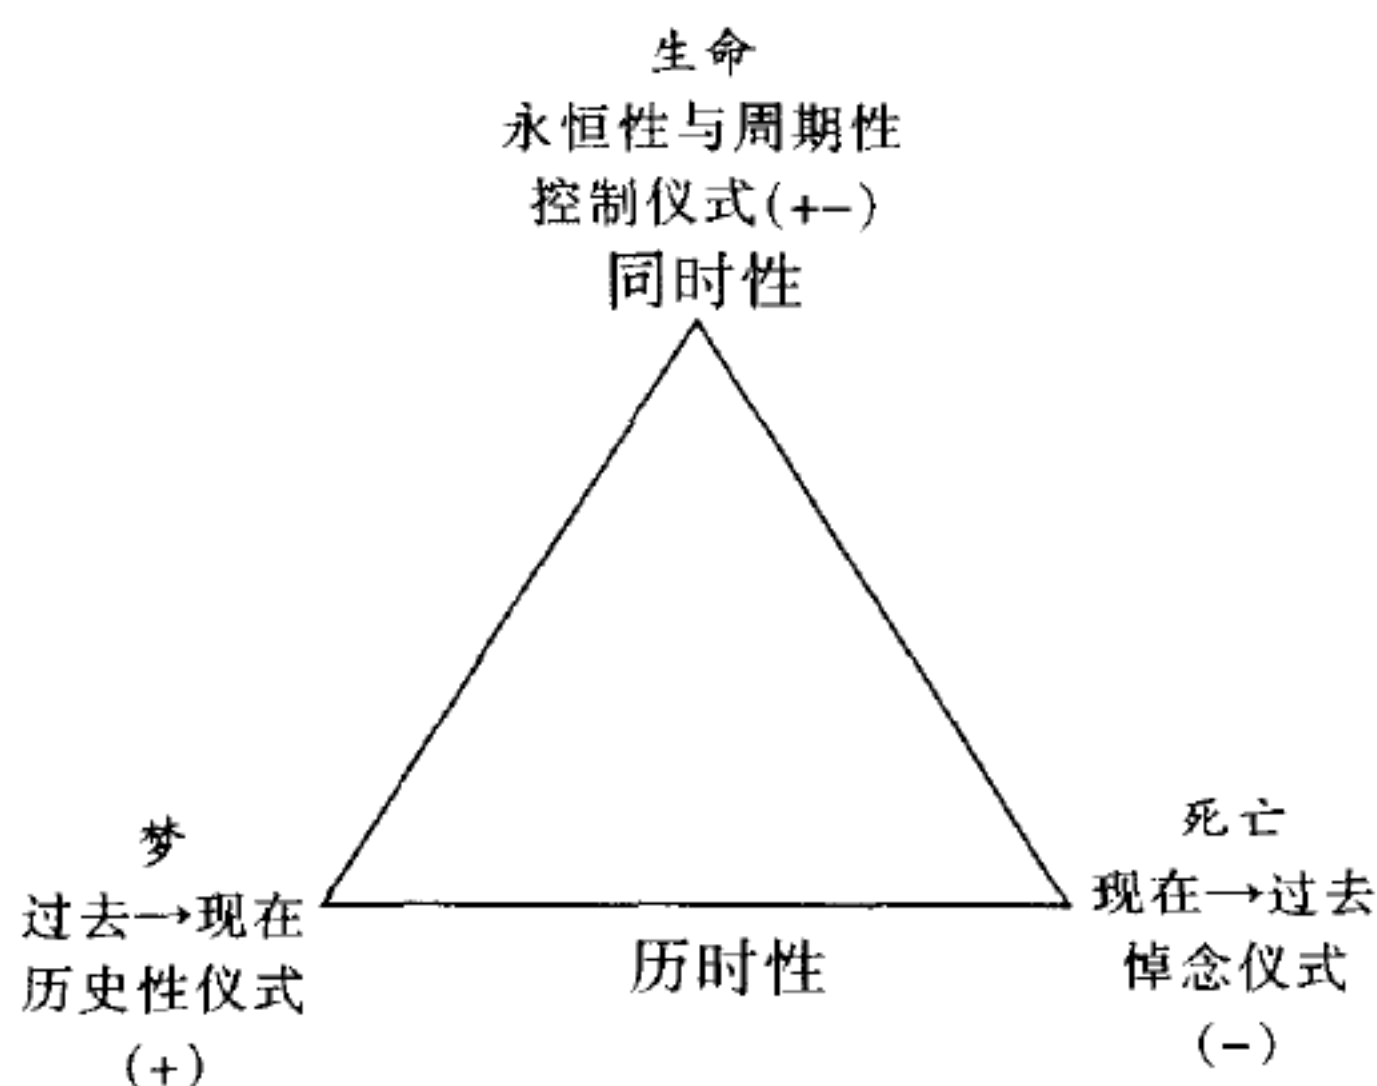 生命
永恒性与周期性
控制仪式(+−)
同时性
梦
过去→现在
历史性仪式
(+)
历时性
死亡
现在→过去
悼念仪式
(−)